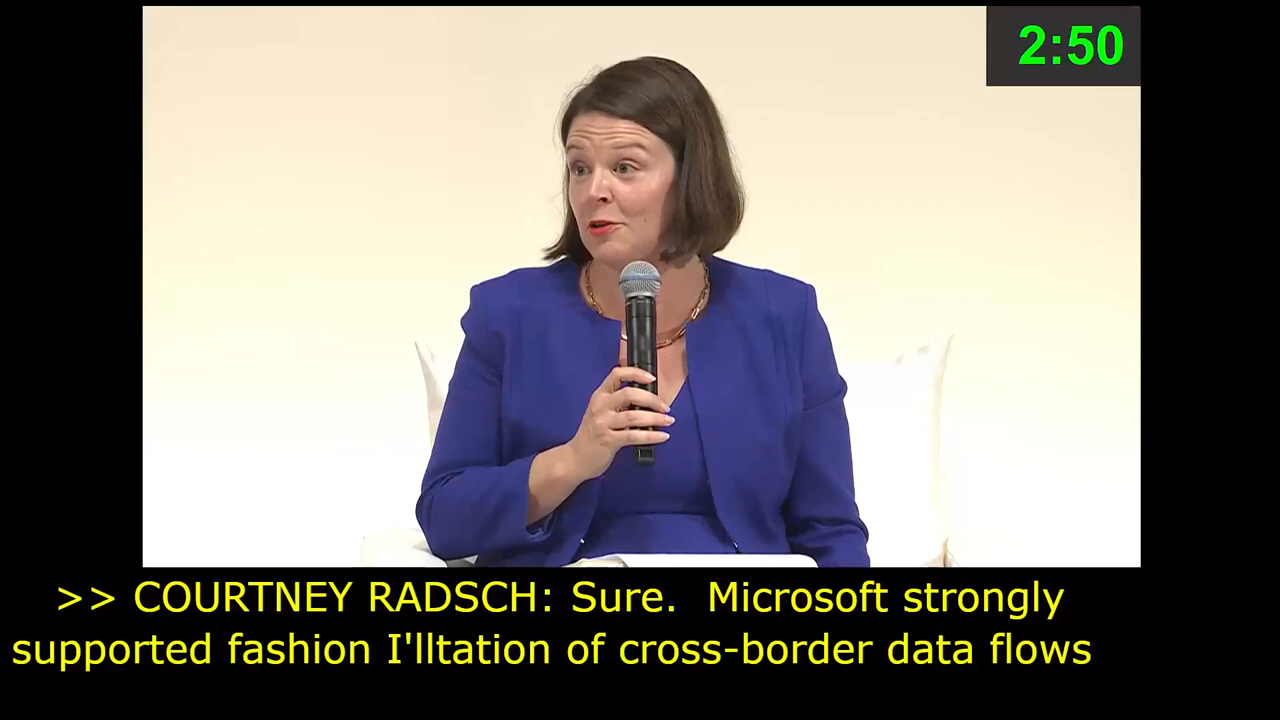 2:50
>> COURTNEY RADSCH: Sure.  Microsoft strongly
supported fashion I'lltation of cross-border data flows